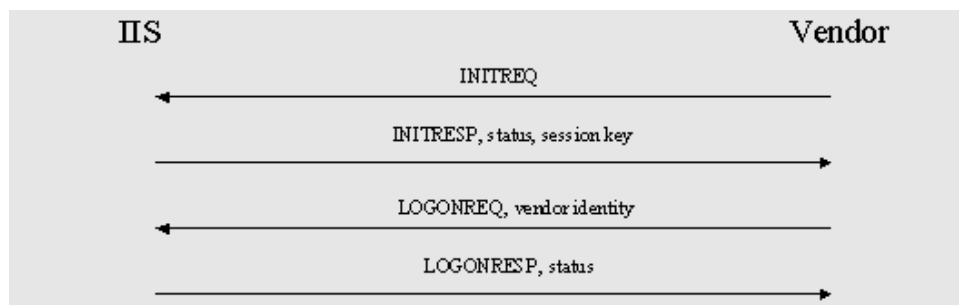 IIS
Vendor
INITREQ
INITRESP, status, session key
LOGONREQ, vendor identity
LOGONRESP, status